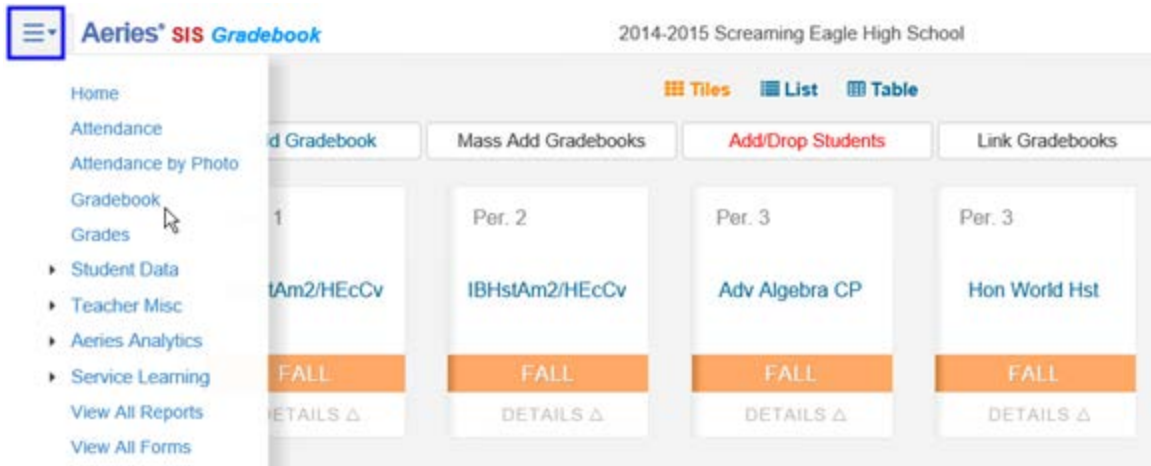 Aeries® SIS Gradebook
2014-2015 Screaming Eagle High School
Home
Attendance
Attendance by Photo
Gradebook
Grades
Student Data
Teacher Misc
Aeries Analytics
Service Learning
View All Reports
View All Forms
Tiles List Table
d Gradebook Mass Add Gradebooks Add/Drop Students Link Gradebooks
1
tAm2/HEcCv
FALL
ETAILS △
Per. 2
IBHstAm2/HEcCv
FALL
DETAILS △
Per. 3
Adv Algebra CP
FALL
DETAILS △
Per. 3
Hon World Hst
FALL
DETAILS △